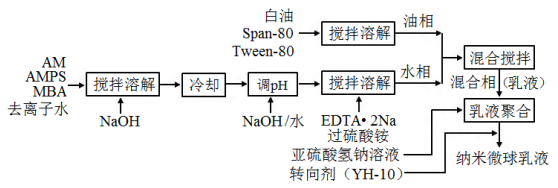 白油
Span-80
Tween-80
搅拌溶解
油相
AM
AMPS
MBA
去离子水
搅拌溶解
冷却
调pH
搅拌溶解
水相
混合搅拌
混合相(乳液)
NaOH
NaOH/水
EDTA•2Na
过硫酸铵
乳液聚合
亚硫酸氢钠溶液
转向剂（YH-10）
纳米微球乳液